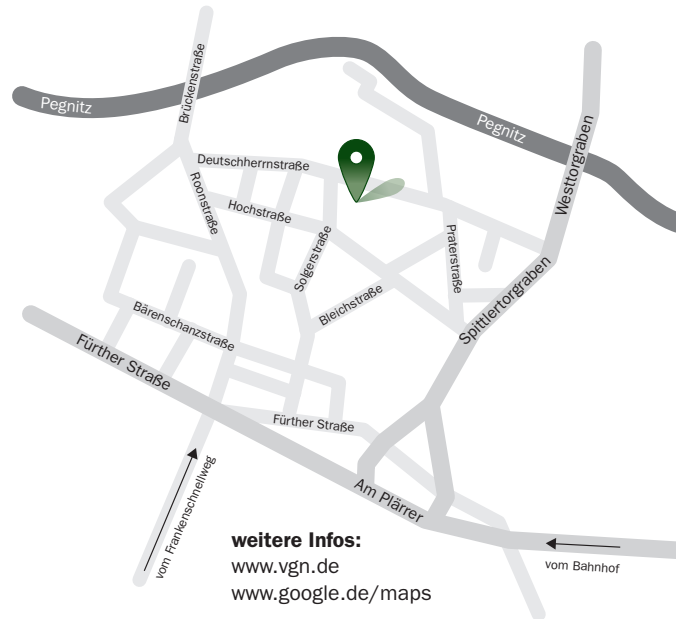 Brückenstraße
Pegnitz
Pegnitz
Westtorgraben
Deutschherrnstraße
Roonstraße
Hochstraße
Solgerstraße
Praterstraße
Bleichstraße
Spittlertorgraben
Bärenschanzstraße
Fürther Straße
Fürther Straße
Am Plärrer
vom Frankenschnellweg
vom Bahnhof
weitere Infos:
www.vgn.de
www.google.de/maps